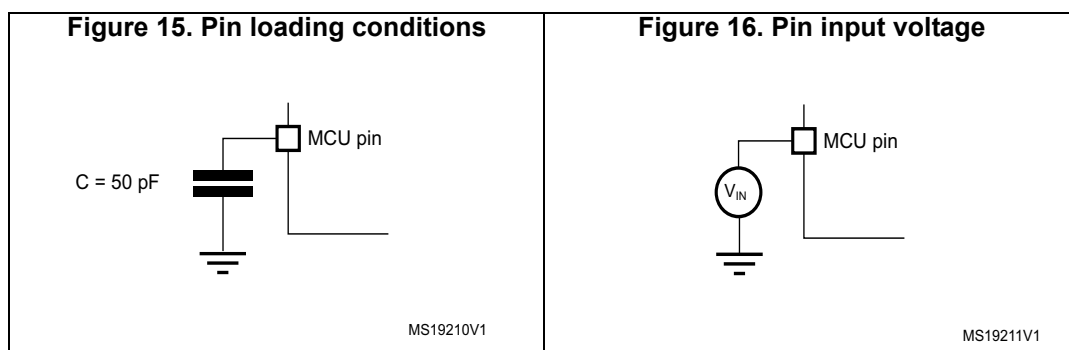 Figure 15. Pin loading conditions
MCU pin
C = 50 pF
MS19210V1
Figure 16. Pin input voltage
MCU pin
VIN
MS19211V1